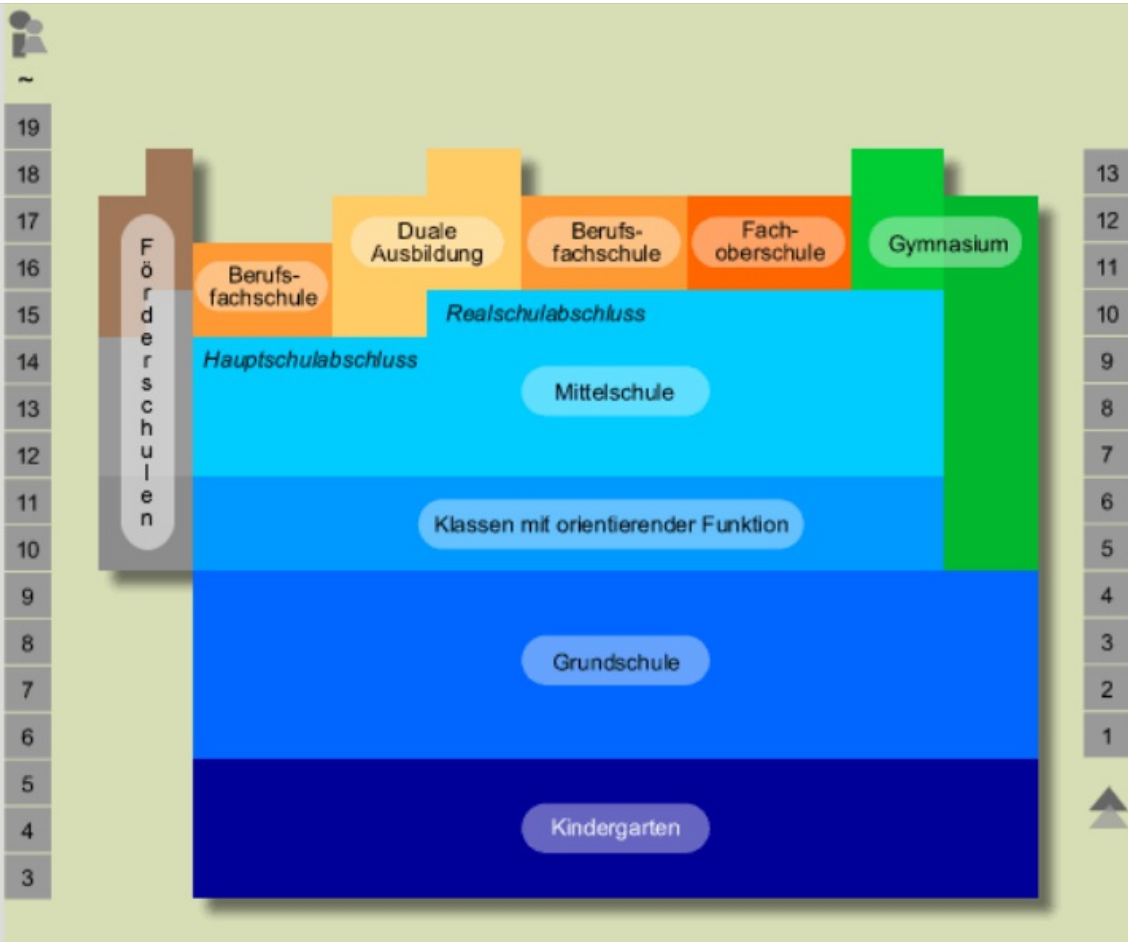 ~
19
18
17
16
15
14
13
12
11
10
9
8
7
6
5
4
3
Förderschulen
Berufs-
fachschule
Duale
Ausbildung
Berufs-
fachschule
Fach-
oberschule
Gymnasium
Realschulabschluss
Hauptschulabschluss
Mittelschule
Klassen mit orientierender Funktion
Grundschule
Kindergarten
13
12
11
10
9
8
7
6
5
4
3
2
1